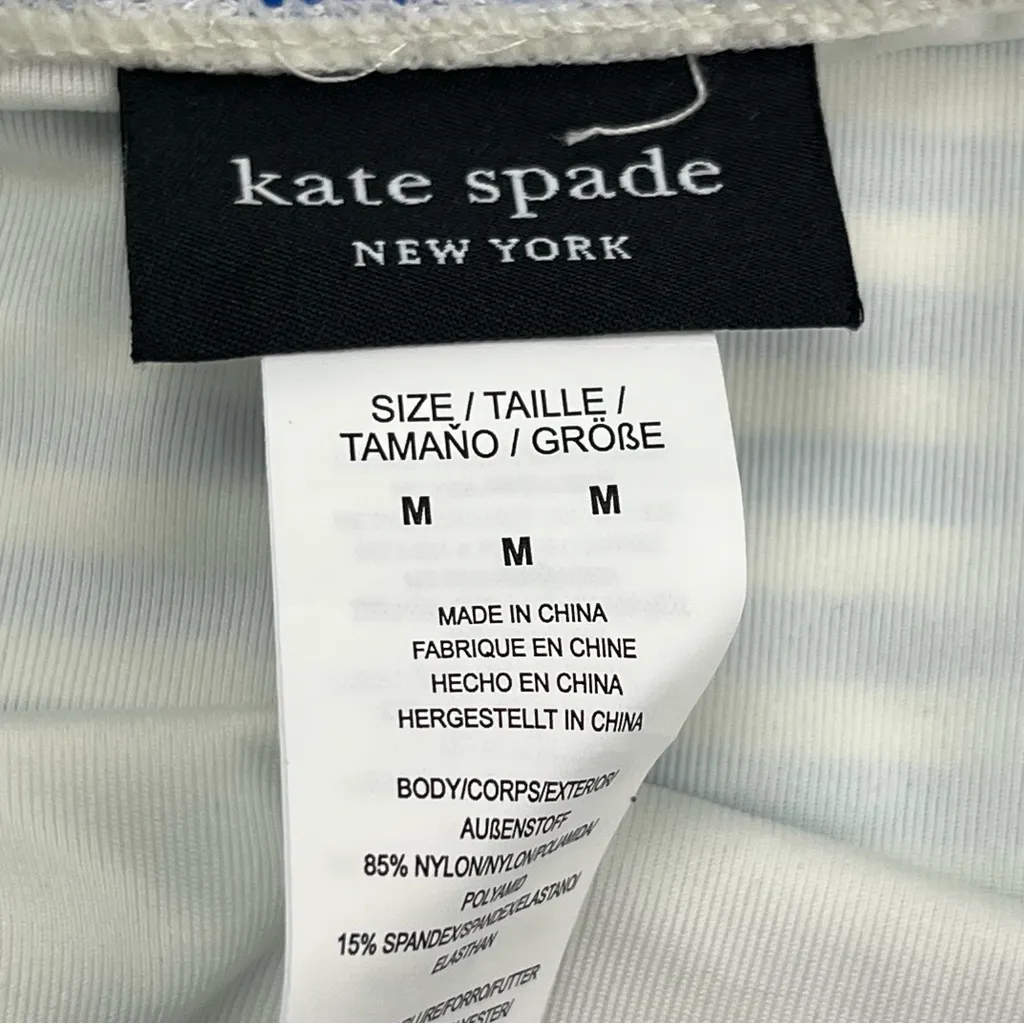 kate spade
NEW YORK
SIZE / TAILLE /
TAMAŇO / GRÖßE
M M
M
MADE IN CHINA
FABRIQUE EN CHINE
HECHO EN CHINA
HERGESTELLT IN CHINA
BODY/CORPS/EXTERIOR/
AUßENSTOFF
85% NYLON/NYLON/POLIAMIDA/
POLYAMID
15% SPANDEX/SPANDEX/ELASTANO/
ELASTHAN